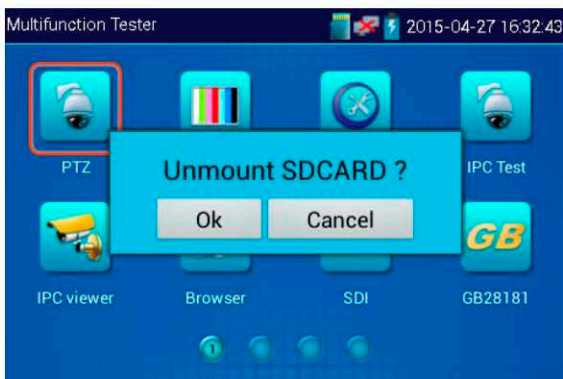 Multifunction Tester 2015-04-27 16:32:43
PTZ
IPC Test
Unmount SDCARD ?
Ok Cancel
GB
IPC viewer Browser SDI GB28181
1